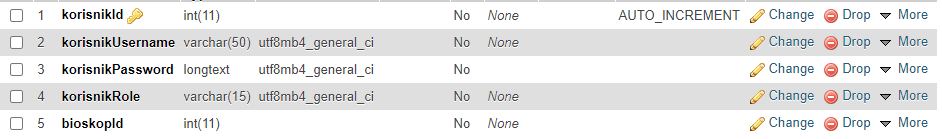 1 korisnikId int(11) No None AUTO_INCREMENT Change Drop More
2 korisnikUsername varchar(50) utf8mb4_general_ci No None Change Drop More
3 korisnikPassword longtext utf8mb4_general_ci No Change Drop More
4 korisnikRole varchar(15) utf8mb4_general_ci No None Change Drop More
5 bioskopId int(11) No None Change Drop More